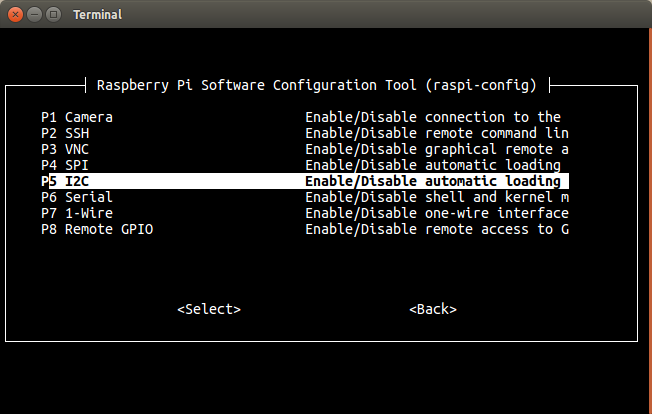 Terminal
Raspberry Pi Software Configuration Tool (raspi-config)
P1 Camera Enable/Disable connection to the
P2 SSH Enable/Disable remote command lin
P3 VNC Enable/Disable graphical remote a
P4 SPI Enable/Disable automatic loading
P5 I2C Enable/Disable automatic loading
P6 Serial Enable/Disable shell and kernel m
P7 1-Wire Enable/Disable one-wire interface
P8 Remote GPIO Enable/Disable remote access to G
<Select> <Back>